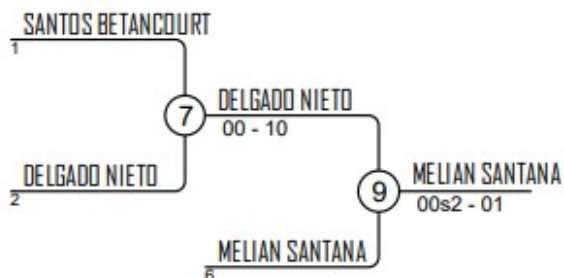 SANTOS BETANCOURT
1
7
DELGADO NIETO
00 - 10
DELGADO NIETO
2
9
MELIAN SANTANA
00s2 - 01
MELIAN SANTANA
6